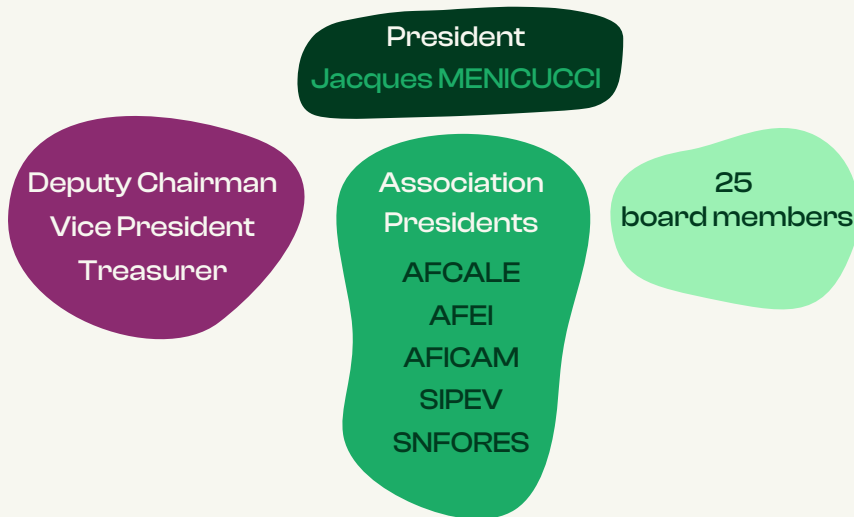 President
Jacques MENICUCCI
Deputy Chairman
Vice President
Treasurer
Association
Presidents
AFCALE
AFEI
AFICAM
SIPEV
SNFORES
25
board members